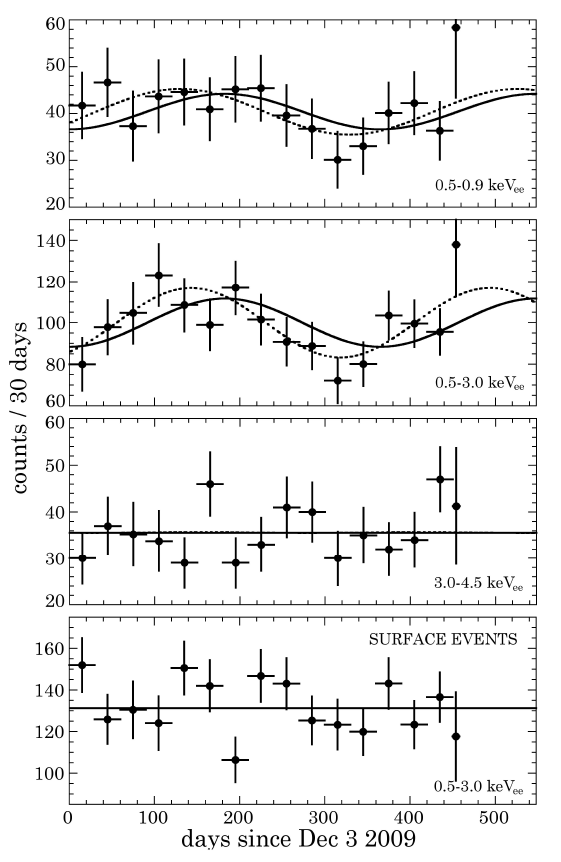 60
50
40
30
20
0.5-0.9 keVee
140
120
100
80
60
0.5-3.0 keVee
counts / 30 days
60
50
40
30
20
3.0-4.5 keVee
SURFACE EVENTS
160
140
120
100
0.5-3.0 keVee
0 100 200 300 400 500
days since Dec 3 2009